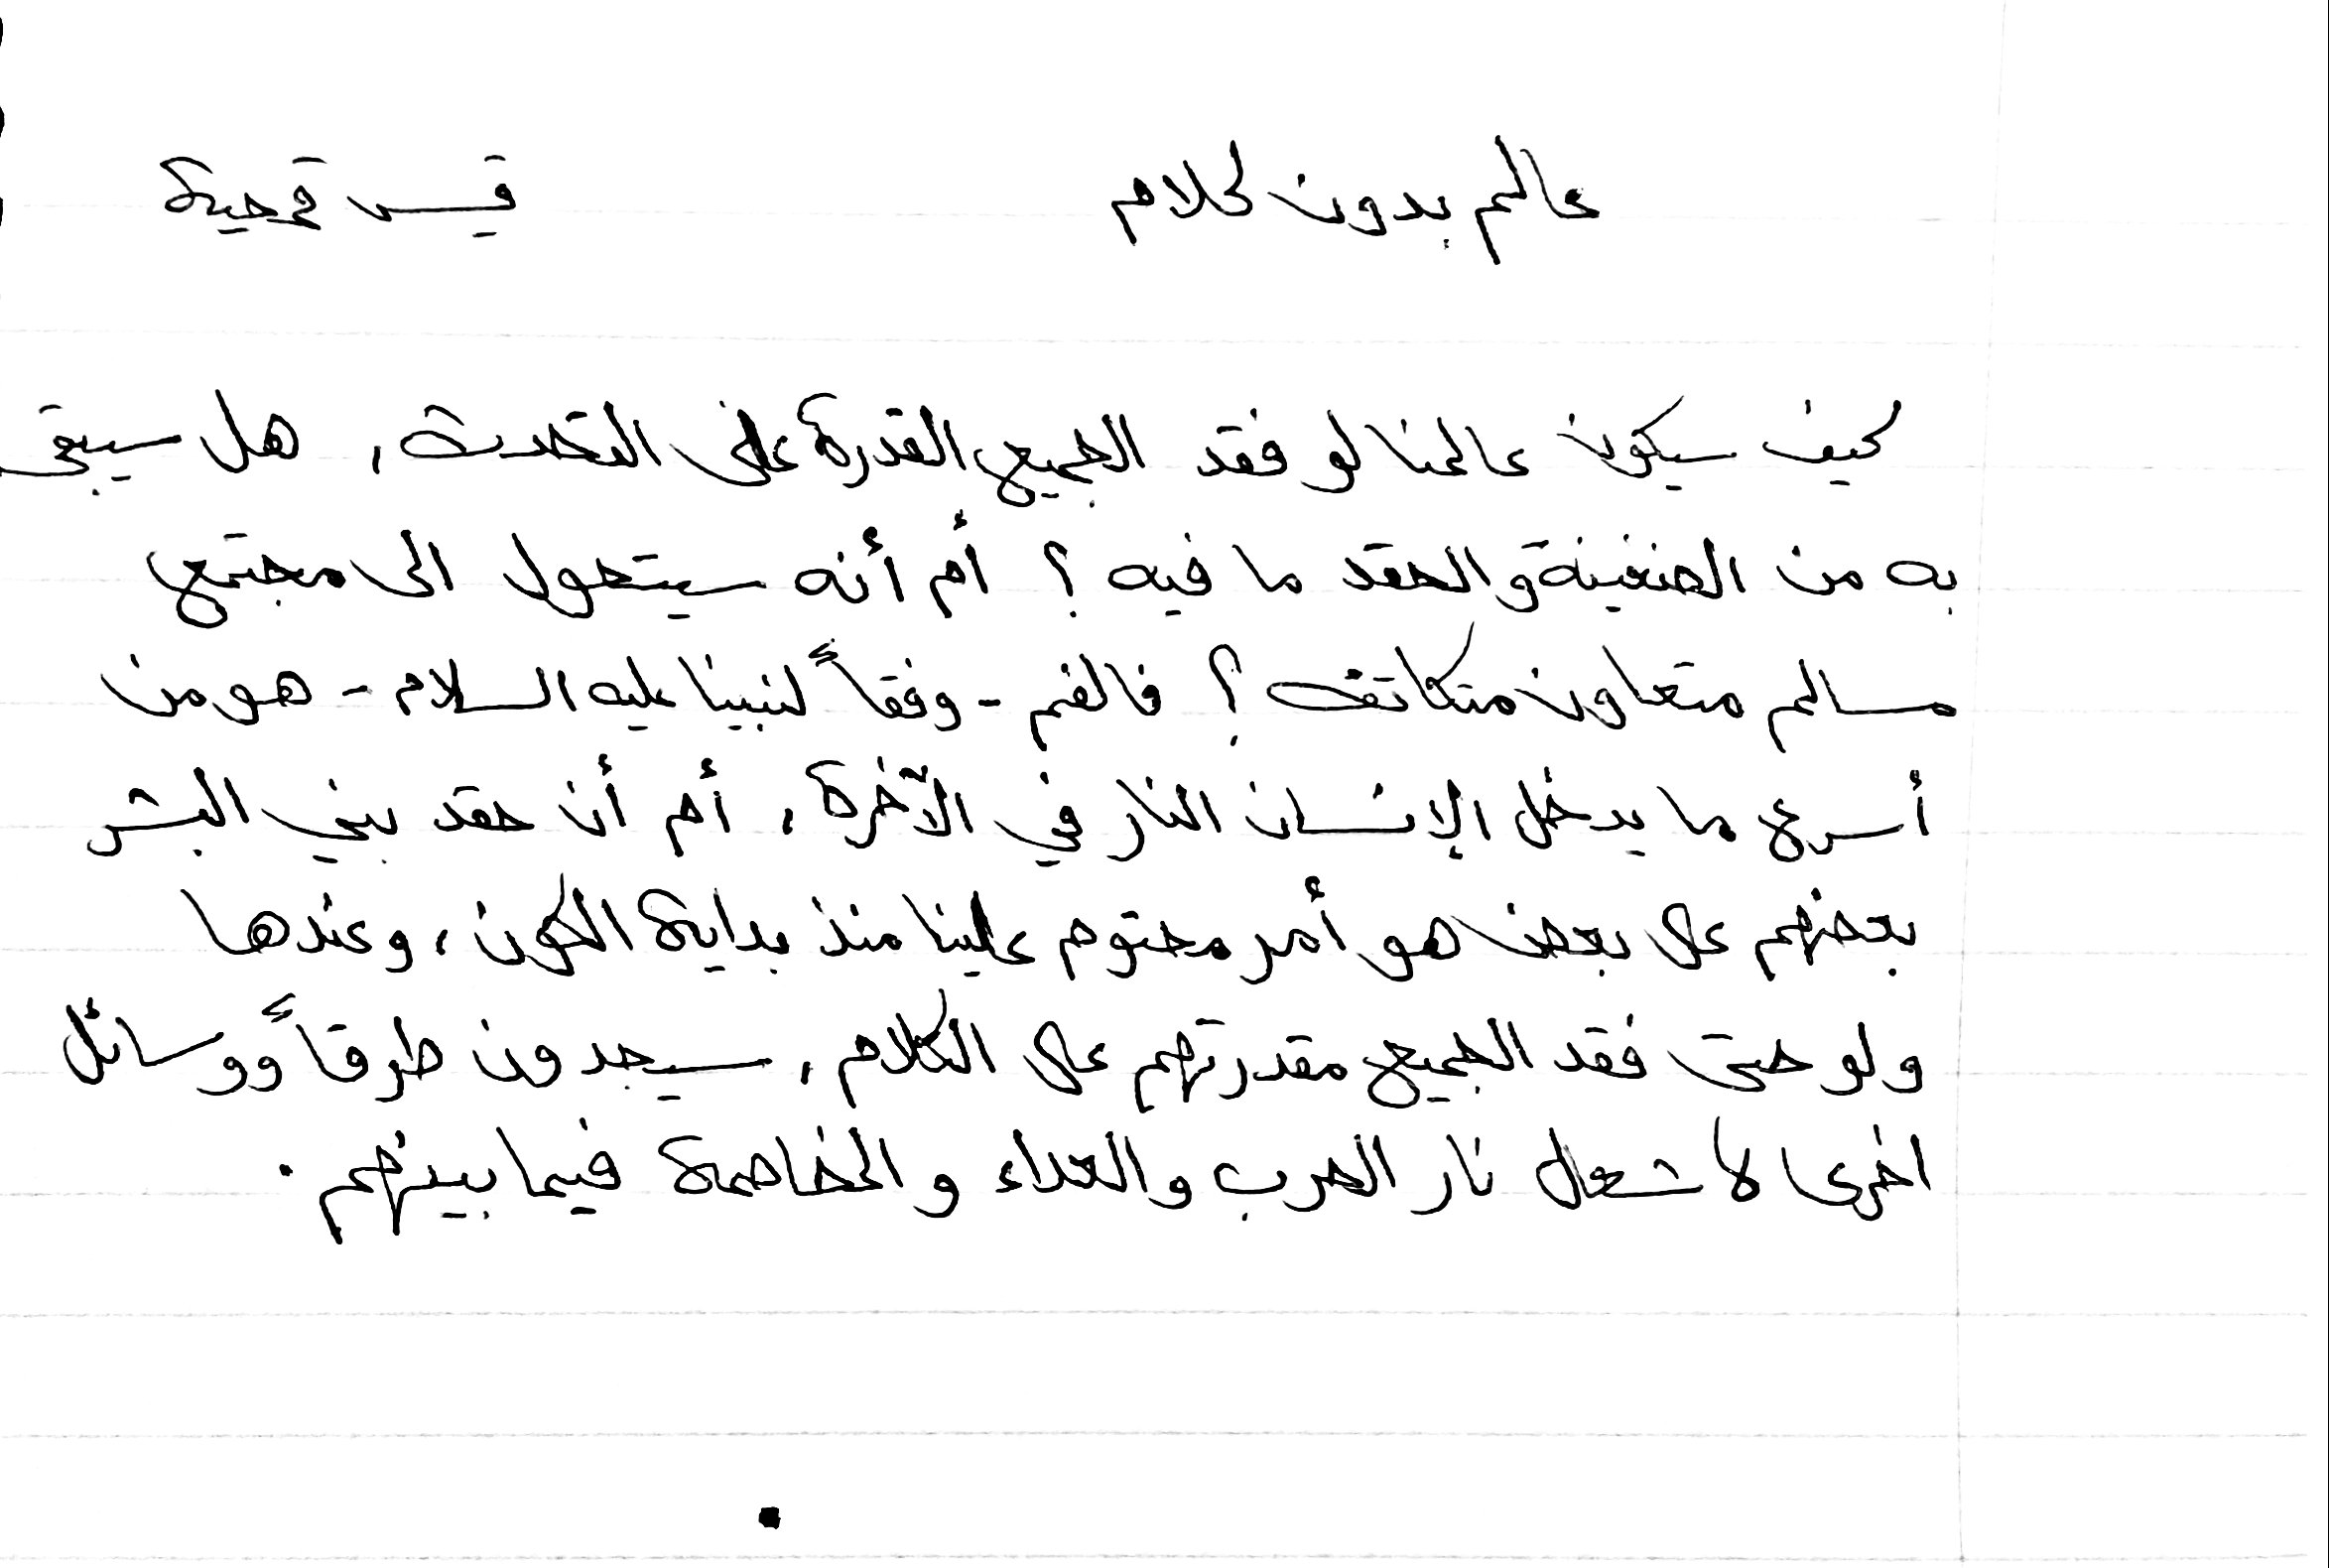 عالم بدون كلام قيس قمحية
كيف سيكون عالمنا لو فقد الجميع القدرة على التحدث، هل سيبقى
به من الضغينة والحقد ما فيه؟ أم أنه سيتحول الى مجتمع
مسالم متعاون متكاتف؟ فالفم - وفقاً لنبينا عليه السلام - هو من
أسرع ما يدخل الإنسان النار في الآخرة، أم أن حقد بني البشر
بعضهم على بعض هو أمر محتوم علينا منذ بداية الكون، وعندها
ولو حتى فقد الجميع مقدرتهم على الكلام، سيجدون طرقاً ووسائل
اخرى لاشعال نار الحرب والعداء والمخاصمة فيما بينهم.